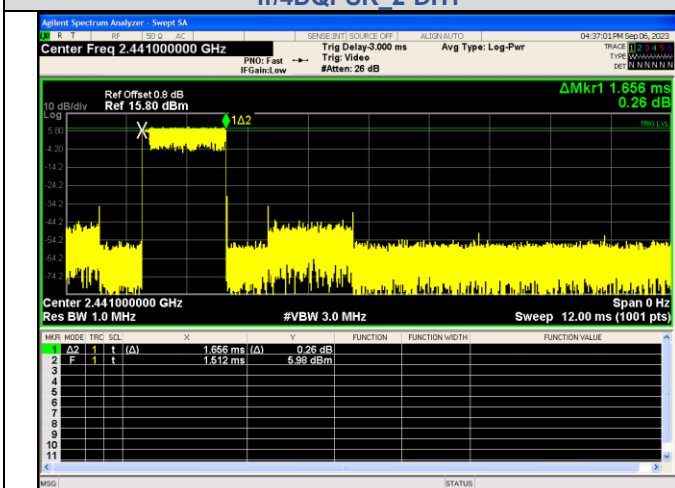 π/4DQPSK_2-DH1
Agilent Spectrum Analyzer - Swept SA
R T RF 50 Ω AC SENSE:INT SOURCE OFF ALIGNAUTO 04:37:01 PM Sep 06, 2023
Center Freq 2.441000000 GHz
PNO: Fast
IFGain:Low
Trig Delay-3.000 ms
Trig: Video
#Atten: 26 dB
Avg Type: Log-Pwr
TRACE 1 2 3 4 5 6
TYPE
DET N N N N N N
Ref Offset 0.8 dB
10 dB/div Ref 15.80 dBm
ΔMkr1 1.656 ms
0.26 dB
Log
1Δ2
TRIG LVL
5.80
-4.20
-14.2
-24.2
-34.2
-44.2
-54.2
-64.2
-74.2
Center 2.441000000 GHz Span 0 Hz
Res BW 1.0 MHz #VBW 3.0 MHz Sweep 12.00 ms (1001 pts)
MKR MODE TRC SCL X Y FUNCTION FUNCTION WIDTH FUNCTION VALUE
1 Δ2 1 t (Δ) 1.656 ms (Δ) 0.26 dB
2 F 1 t 1.512 ms 5.98 dBm
3
4
5
6
7
8
9
10
11
MSG STATUS